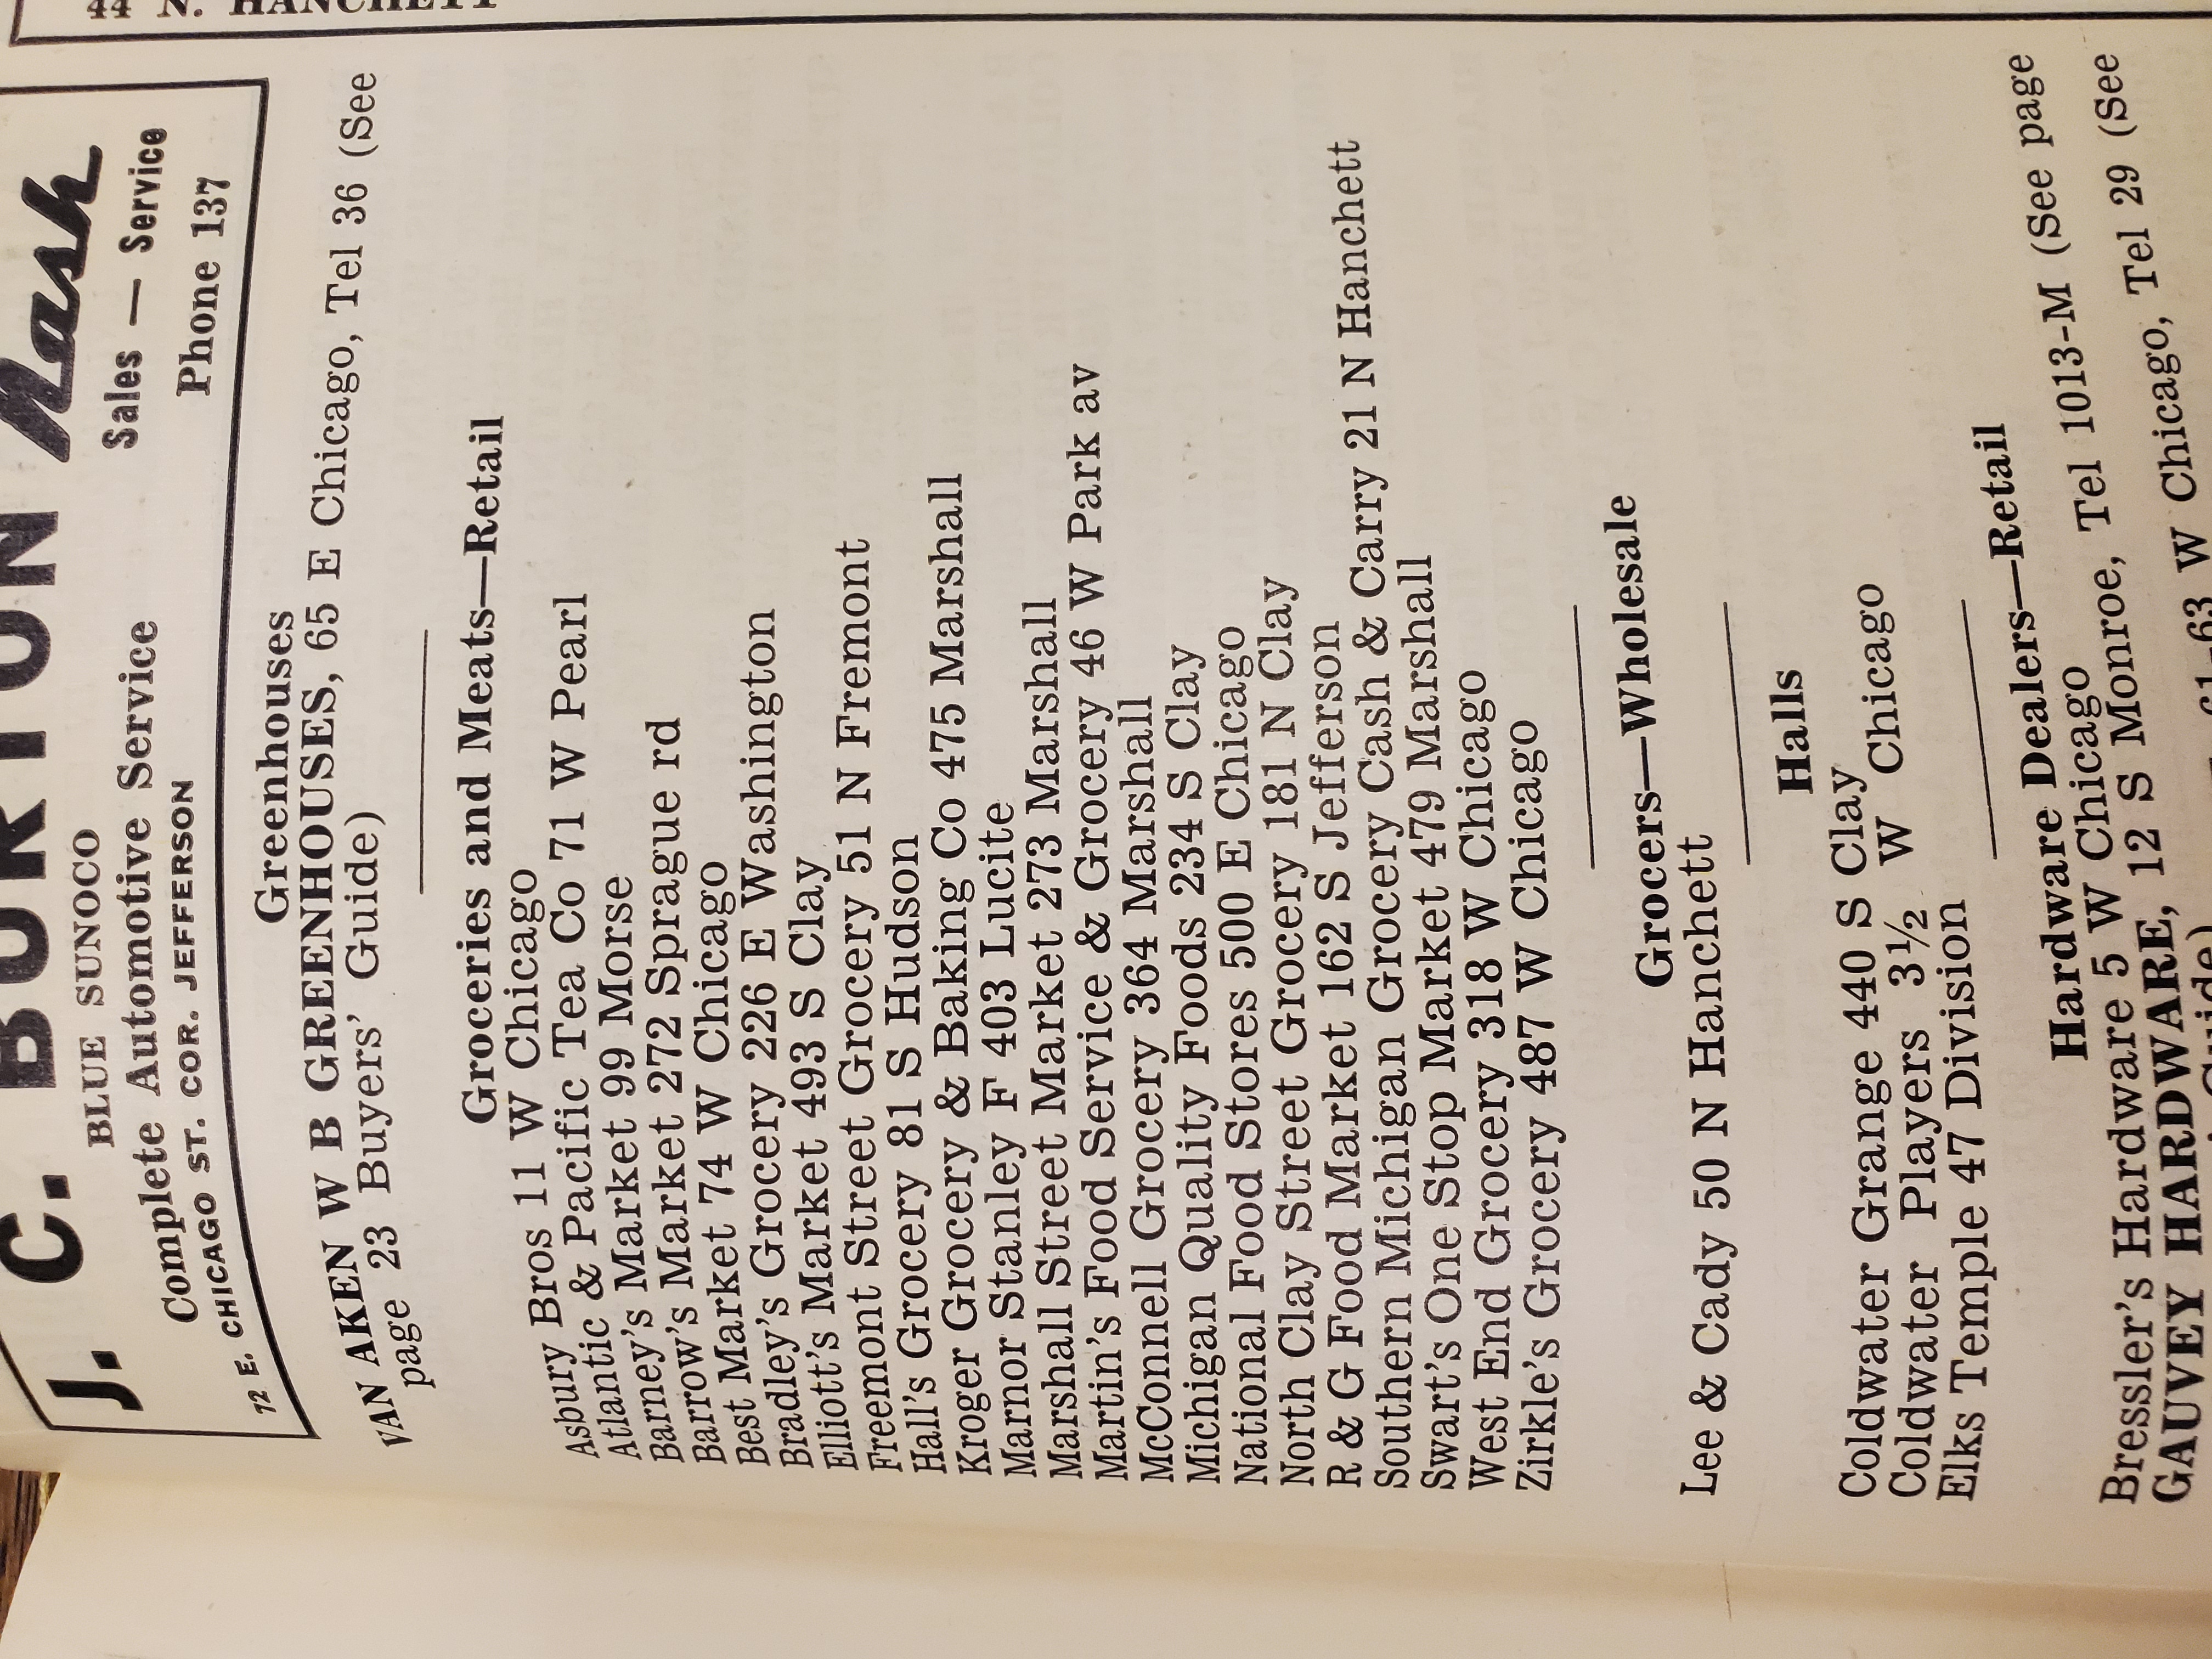 44 N. HANCHETT
J. C. BURTON Nash
BLUE SUNOCO
Complete Automotive Service
Sales — Service
72 E. CHICAGO ST. COR. JEFFERSON
Phone 137
Greenhouses
VAN AKEN W B GREENHOUSES, 65 E Chicago, Tel 36 (See
page 23 Buyers' Guide)
Groceries and Meats—Retail
Asbury Bros 11 W Chicago
Atlantic & Pacific Tea Co 71 W Pearl
Barney's Market 99 Morse
Barrow's Market 272 Sprague rd
Best Market 74 W Chicago
Bradley's Grocery 226 E Washington
Elliott's Market 493 S Clay
Freemont Street Grocery 51 N Fremont
Hall's Grocery 81 S Hudson
Kroger Grocery & Baking Co 475 Marshall
Marnor Stanley F 403 Lucite
Marshall Street Market 273 Marshall
Martin's Food Service & Grocery 46 W Park av
McConnell Grocery 364 Marshall
Michigan Quality Foods 234 S Clay
National Food Stores 500 E Chicago
North Clay Street Grocery 181 N Clay
R & G Food Market 162 S Jefferson
Southern Michigan Grocery Cash & Carry 21 N Hanchett
Swart's One Stop Market 479 Marshall
West End Grocery 318 W Chicago
Zirkle's Grocery 487 W Chicago
Grocers—Wholesale
Lee & Cady 50 N Hanchett
Halls
Coldwater Grange 440 S Clay
Coldwater Players 3½ W Chicago
Elks Temple 47 Division
Hardware Dealers—Retail
Bressler's Hardware 5 W Chicago
GAUVEY HARDWARE, 12 S Monroe, Tel 1013-M (See page
61-63 W Chicago, Tel 29 (See